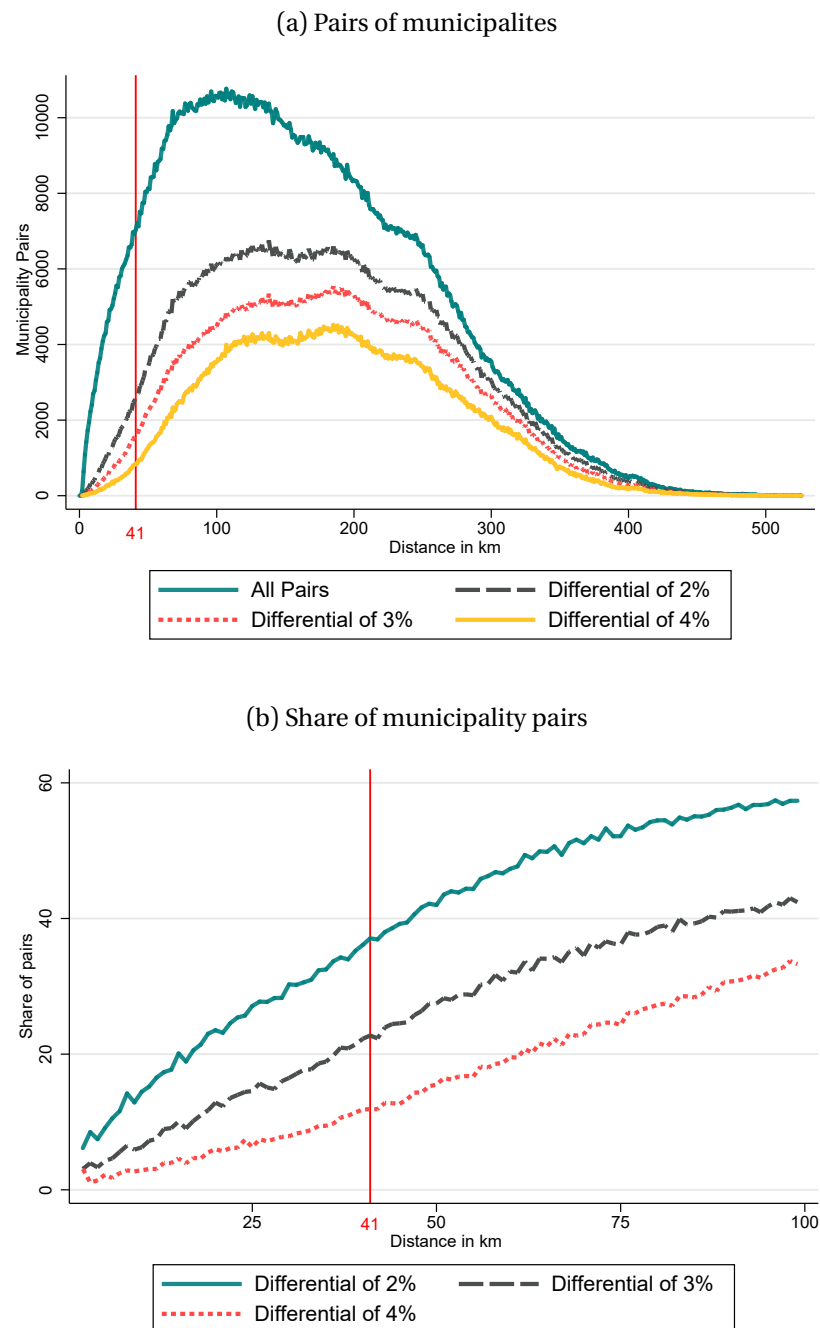 (a) Pairs of municipalites
Municipality Pairs
10000
8000
6000
4000
2000
0
0 100 200 300 400 500
41
Distance in km
All Pairs Differential of 2%
Differential of 3% Differential of 4%
(b) Share of municipality pairs
Share of pairs
60
40
20
0
25 50 75 100
41
Distance in km
Differential of 2% Differential of 3%
Differential of 4%